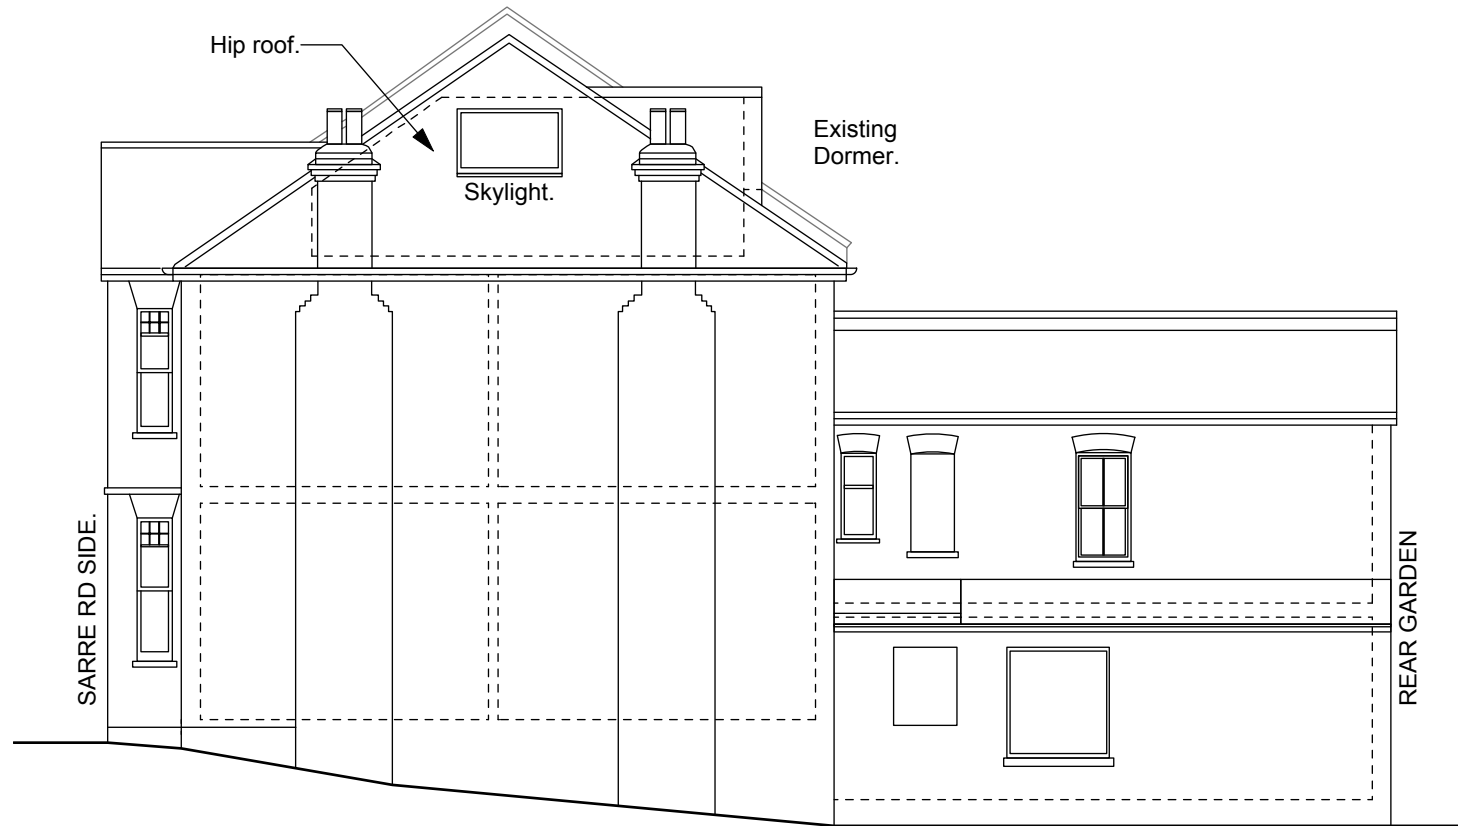 Hip roof.
Existing
Dormer.
Skylight.
SARRE RD SIDE.
REAR GARDEN